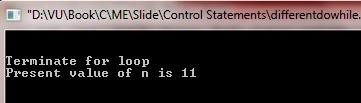 "D:\VU\Book\C\ME\Slide\Control Statements\differentdowhile.
Terminate for loop
Present value of n is 11